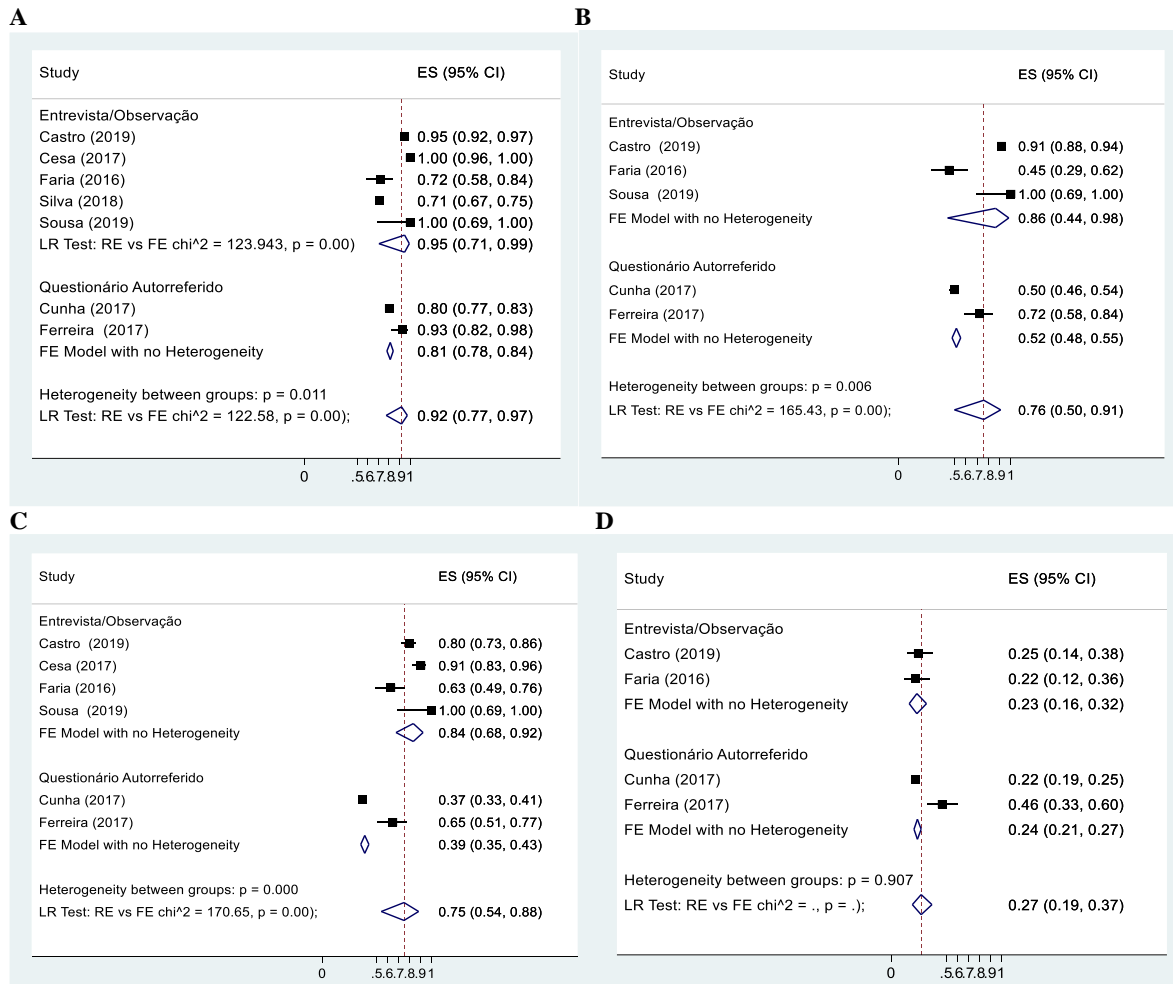 A
Study ES (95% CI)
Entrevista/Observação
Castro (2019) 0.95 (0.92, 0.97)
Cesa (2017) 1.00 (0.96, 1.00)
Faria (2016) 0.72 (0.58, 0.84)
Silva (2018) 0.71 (0.67, 0.75)
Sousa (2019) 1.00 (0.69, 1.00)
LR Test: RE vs FE chi^2 = 123.943, p = 0.00) 0.95 (0.71, 0.99)
Questionário Autorreferido
Cunha (2017) 0.80 (0.77, 0.83)
Ferreira (2017) 0.93 (0.82, 0.98)
FE Model with no Heterogeneity 0.81 (0.78, 0.84)
Heterogeneity between groups: p = 0.011
LR Test: RE vs FE chi^2 = 122.58, p = 0.00); 0.92 (0.77, 0.97)
0 .5 .6 .7 .8 .9 1
B
Study ES (95% CI)
Entrevista/Observação
Castro (2019) 0.91 (0.88, 0.94)
Faria (2016) 0.45 (0.29, 0.62)
Sousa (2019) 1.00 (0.69, 1.00)
FE Model with no Heterogeneity 0.86 (0.44, 0.98)
Questionário Autorreferido
Cunha (2017) 0.50 (0.46, 0.54)
Ferreira (2017) 0.72 (0.58, 0.84)
FE Model with no Heterogeneity 0.52 (0.48, 0.55)
Heterogeneity between groups: p = 0.006
LR Test: RE vs FE chi^2 = 165.43, p = 0.00); 0.76 (0.50, 0.91)
0 .5 .6 .7 .8 .9 1
C
Study ES (95% CI)
Entrevista/Observação
Castro (2019) 0.80 (0.73, 0.86)
Cesa (2017) 0.91 (0.83, 0.96)
Faria (2016) 0.63 (0.49, 0.76)
Sousa (2019) 1.00 (0.69, 1.00)
FE Model with no Heterogeneity 0.84 (0.68, 0.92)
Questionário Autorreferido
Cunha (2017) 0.37 (0.33, 0.41)
Ferreira (2017) 0.65 (0.51, 0.77)
FE Model with no Heterogeneity 0.39 (0.35, 0.43)
Heterogeneity between groups: p = 0.000
LR Test: RE vs FE chi^2 = 170.65, p = 0.00); 0.75 (0.54, 0.88)
0 .5 .6 .7 .8 .9 1
D
Study ES (95% CI)
Entrevista/Observação
Castro (2019) 0.25 (0.14, 0.38)
Faria (2016) 0.22 (0.12, 0.36)
FE Model with no Heterogeneity 0.23 (0.16, 0.32)
Questionário Autorreferido
Cunha (2017) 0.22 (0.19, 0.25)
Ferreira (2017) 0.46 (0.33, 0.60)
FE Model with no Heterogeneity 0.24 (0.21, 0.27)
Heterogeneity between groups: p = 0.907
LR Test: RE vs FE chi^2 = ., p = .); 0.27 (0.19, 0.37)
0 .5 .6 .7 .8 .9 1